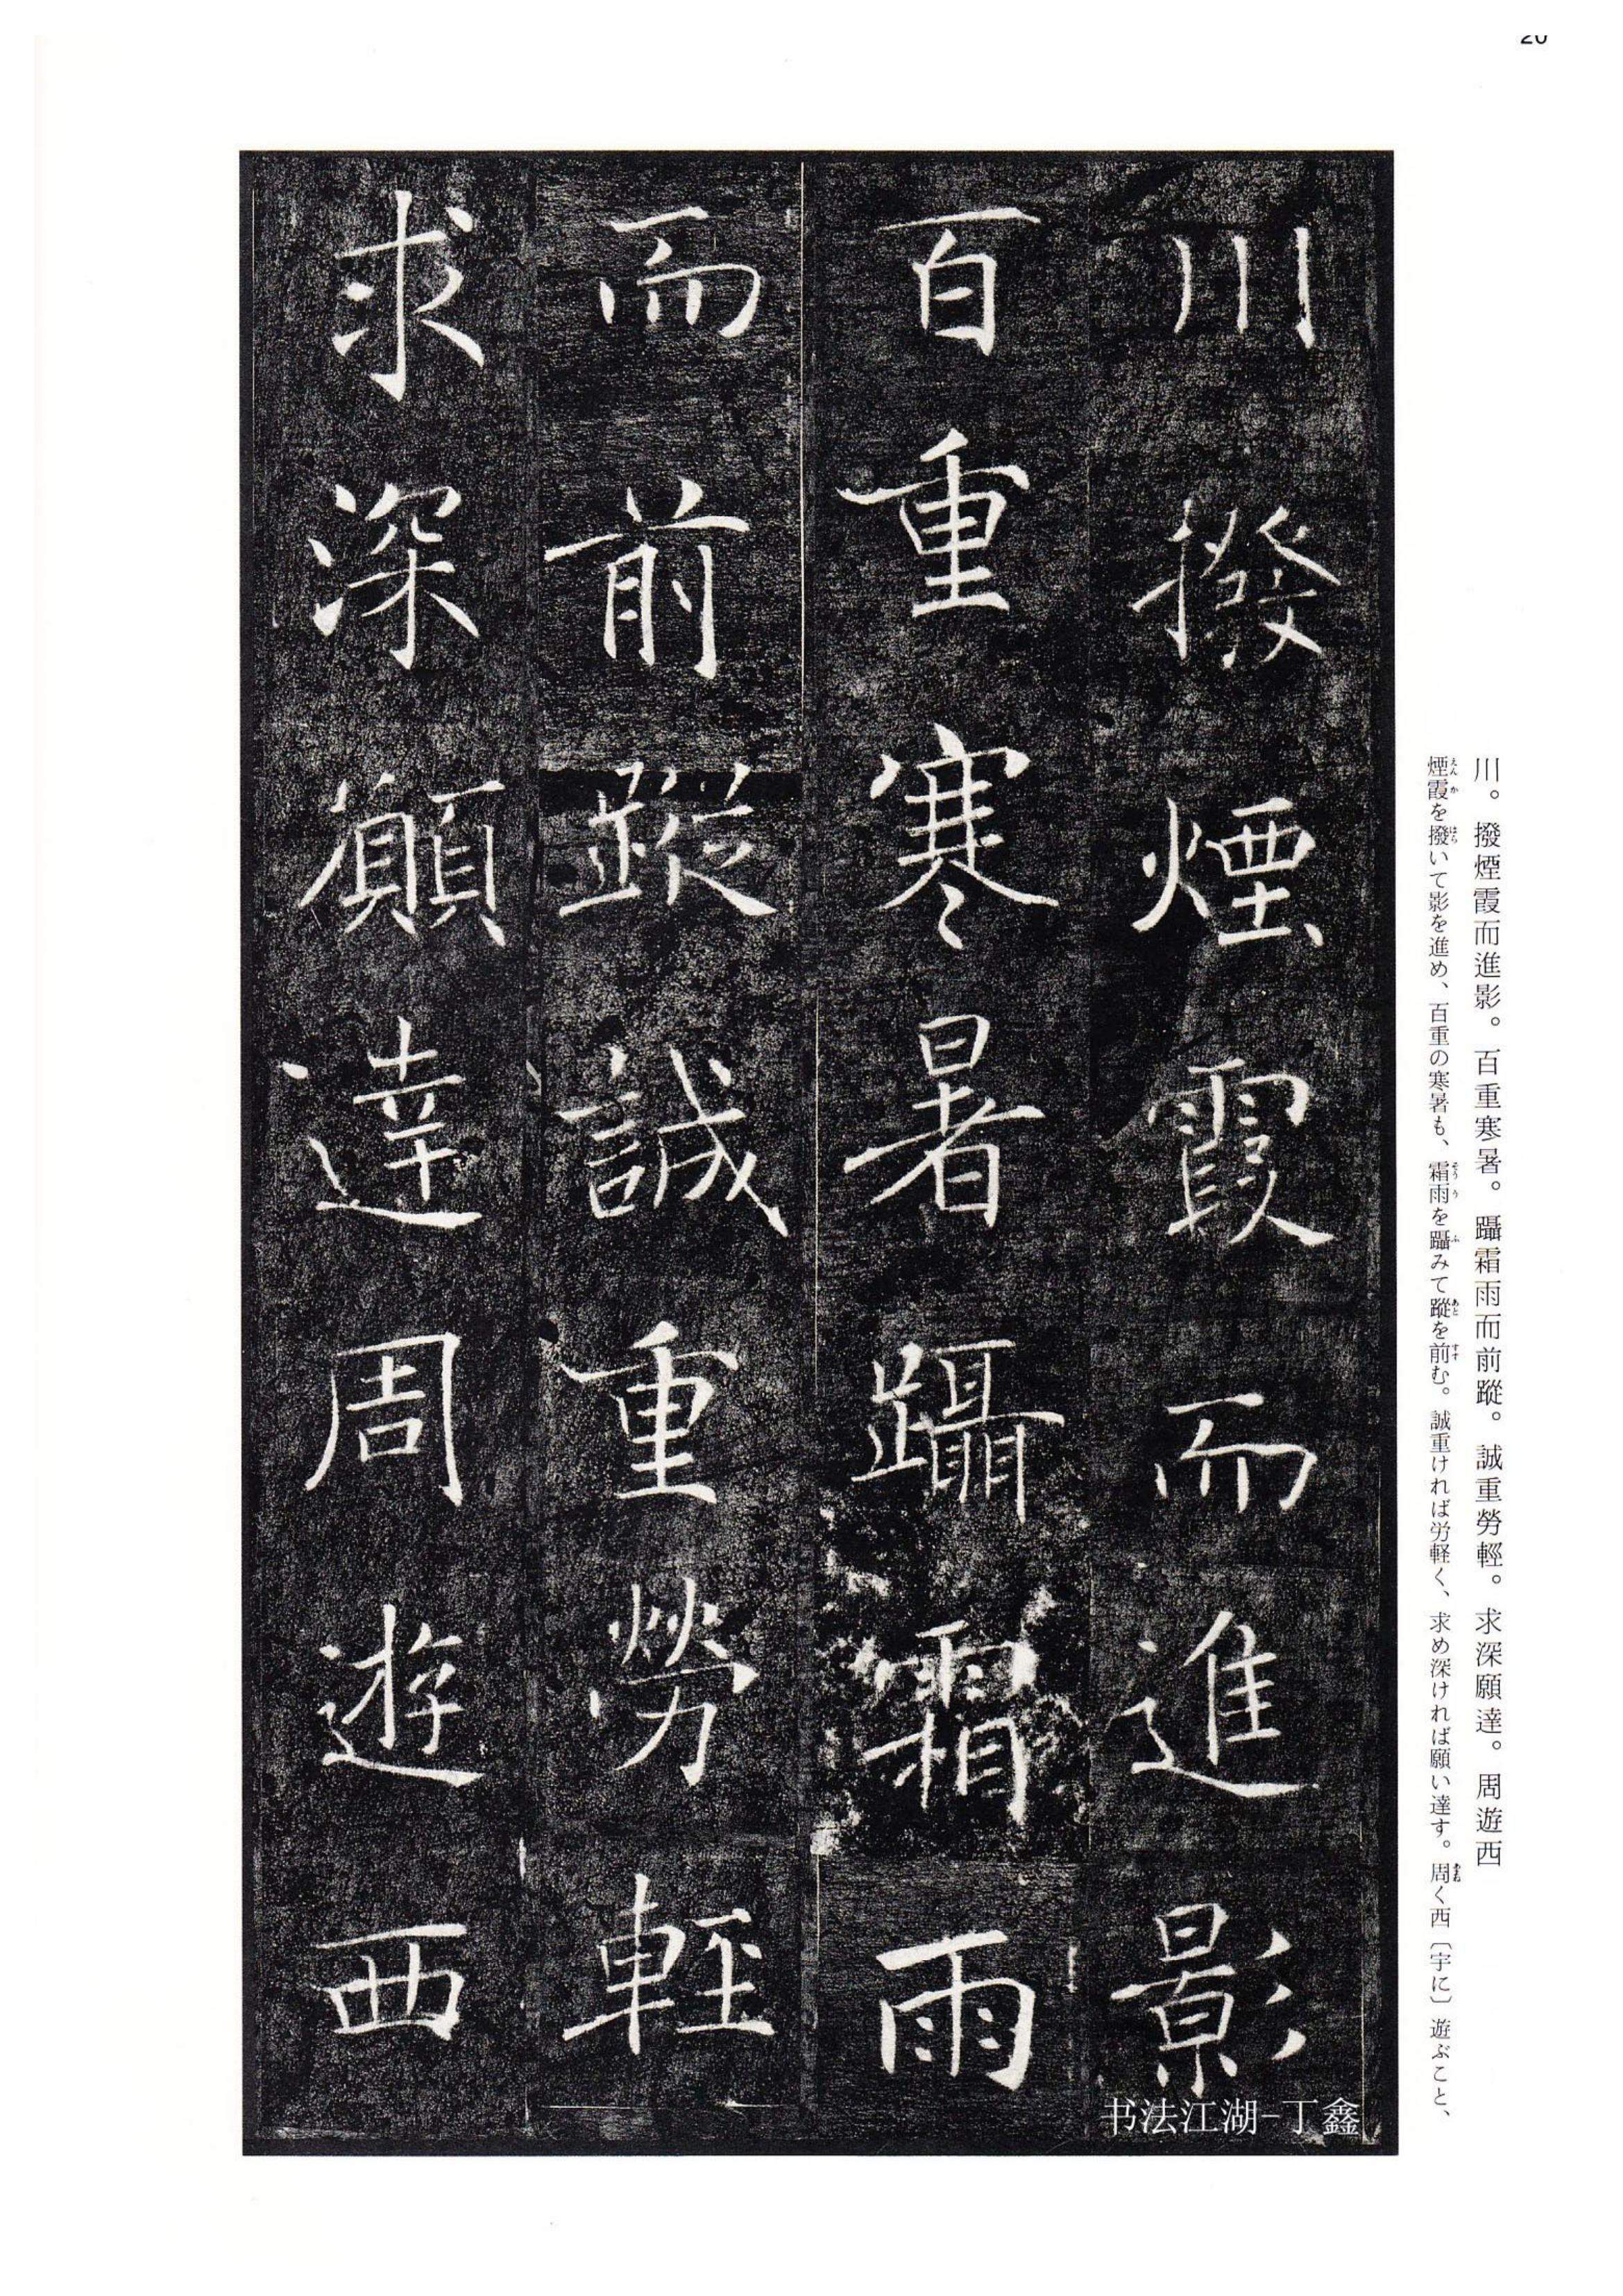 川撥煙霞而進影
百重寒暑躡霜雨
而前蹤誠重勞輕
求深願達周遊西
川。撥煙霞而進影。百重寒暑。躡霜雨而前蹤。誠重勞輕。求深願達。周遊西
煙霞を撥いて影を進め、百重の寒暑も、霜雨を躡みて蹤を前む。誠重ければ労軽く、求め深ければ願い達す。周く西〔宇に〕遊ぶこと、
书法江湖-丁鑫